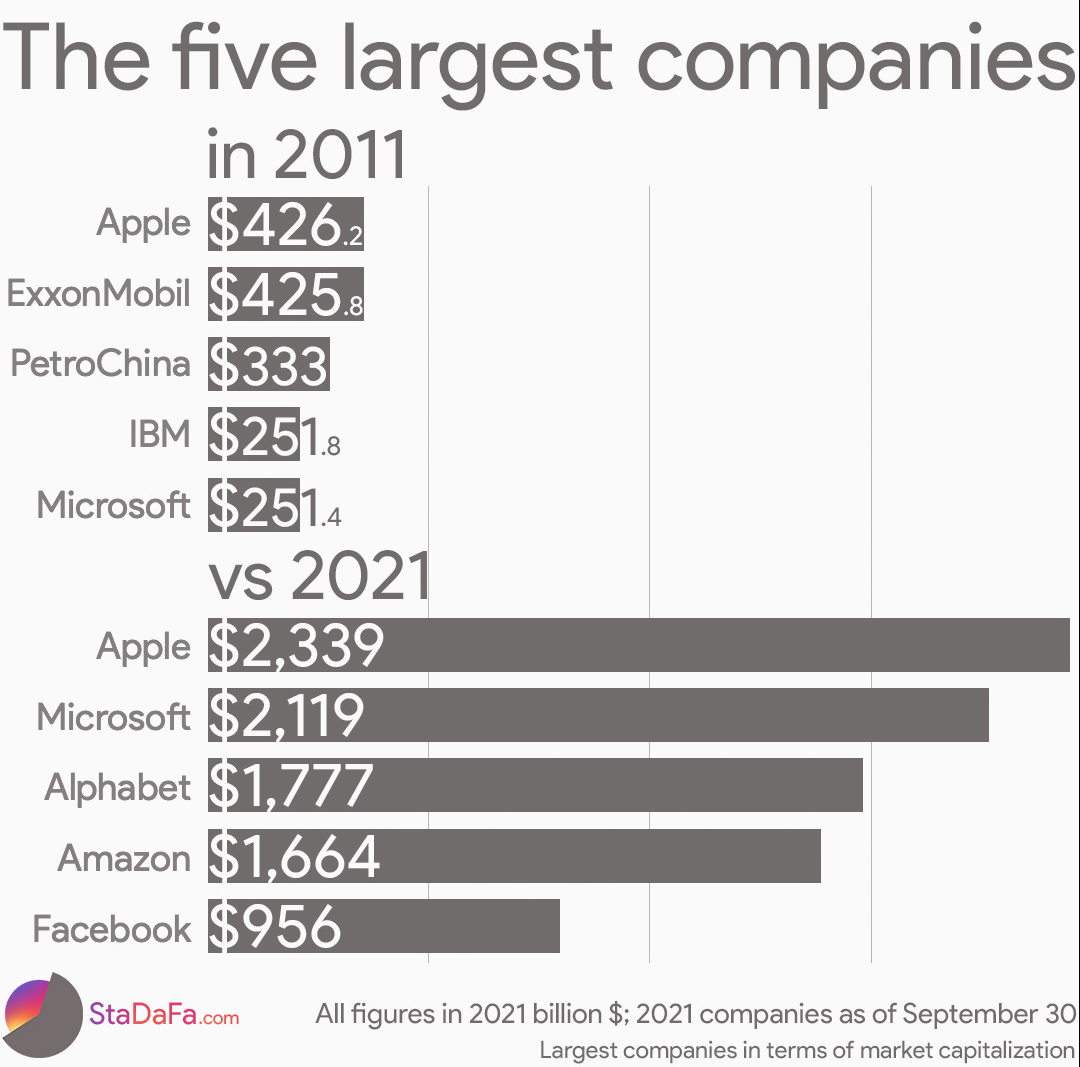 The five largest companies
in 2011
Apple $426.2
ExxonMobil $425.8
PetroChina $333
IBM $251.8
Microsoft $251.4
vs 2021
Apple $2,339
Microsoft $2,119
Alphabet $1,777
Amazon $1,664
Facebook $956
StaDaFa.com
All figures in 2021 billion $; 2021 companies as of September 30
Largest companies in terms of market capitalization